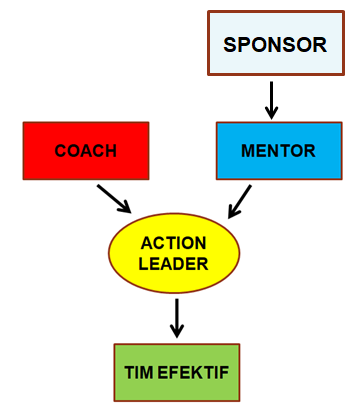 SPONSOR
COACH
MENTOR
ACTION
LEADER
TIM EFEKTIF